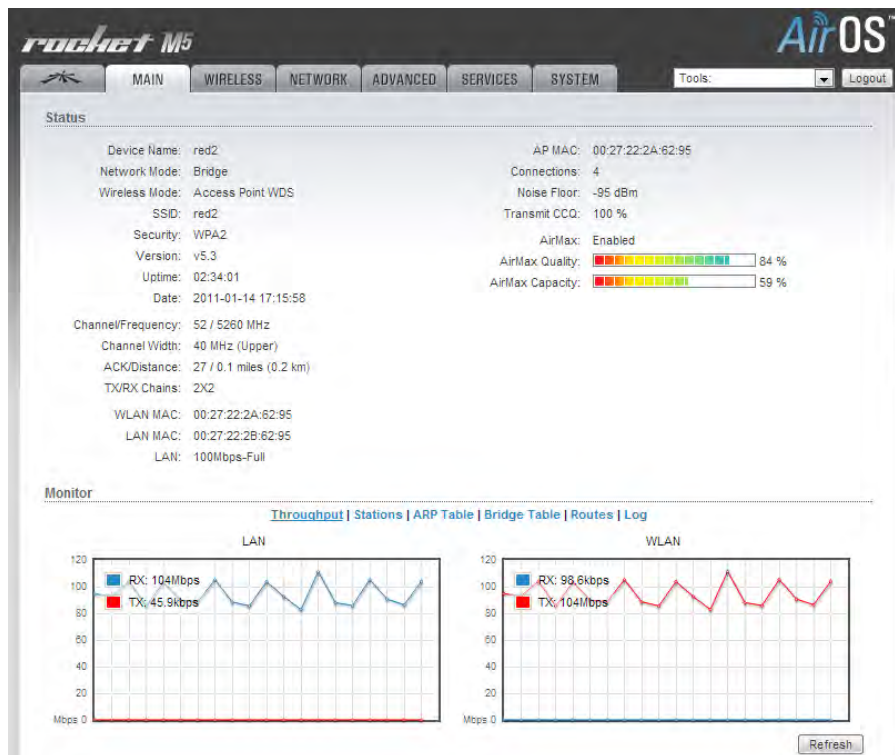 rocket M5
AirOS™
MAIN WIRELESS NETWORK ADVANCED SERVICES SYSTEM Tools: Logout
Status
Device Name: red2
Network Mode: Bridge
Wireless Mode: Access Point WDS
SSID: red2
Security: WPA2
Version: v5.3
Uptime: 02:34:01
Date: 2011-01-14 17:15:58
Channel/Frequency: 52 / 5260 MHz
Channel Width: 40 MHz (Upper)
ACK/Distance: 27 / 0.1 miles (0.2 km)
TX/RX Chains: 2X2
WLAN MAC: 00:27:22:2A:62:95
LAN MAC: 00:27:22:2B:62:95
LAN: 100Mbps-Full
AP MAC: 00:27:22:2A:62:95
Connections: 4
Noise Floor: -95 dBm
Transmit CCQ: 100 %
AirMax: Enabled
AirMax Quality: 84 %
AirMax Capacity: 59 %
Monitor
Throughput | Stations | ARP Table | Bridge Table | Routes | Log
LAN
120
100
80
60
40
20
Mbps 0
RX: 104Mbps
TX: 45.9kbps
WLAN
120
100
80
60
40
20
Mbps 0
RX: 98.6kbps
TX: 104Mbps
Refresh